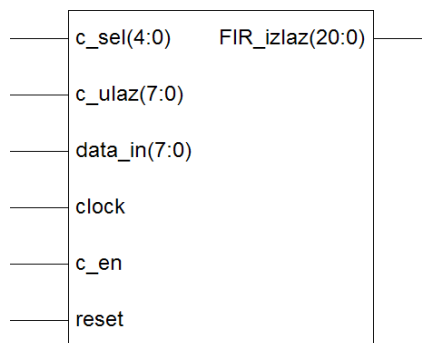 c_sel(4:0) FIR_izlaz(20:0)
c_ulaz(7:0)
data_in(7:0)
clock
c_en
reset